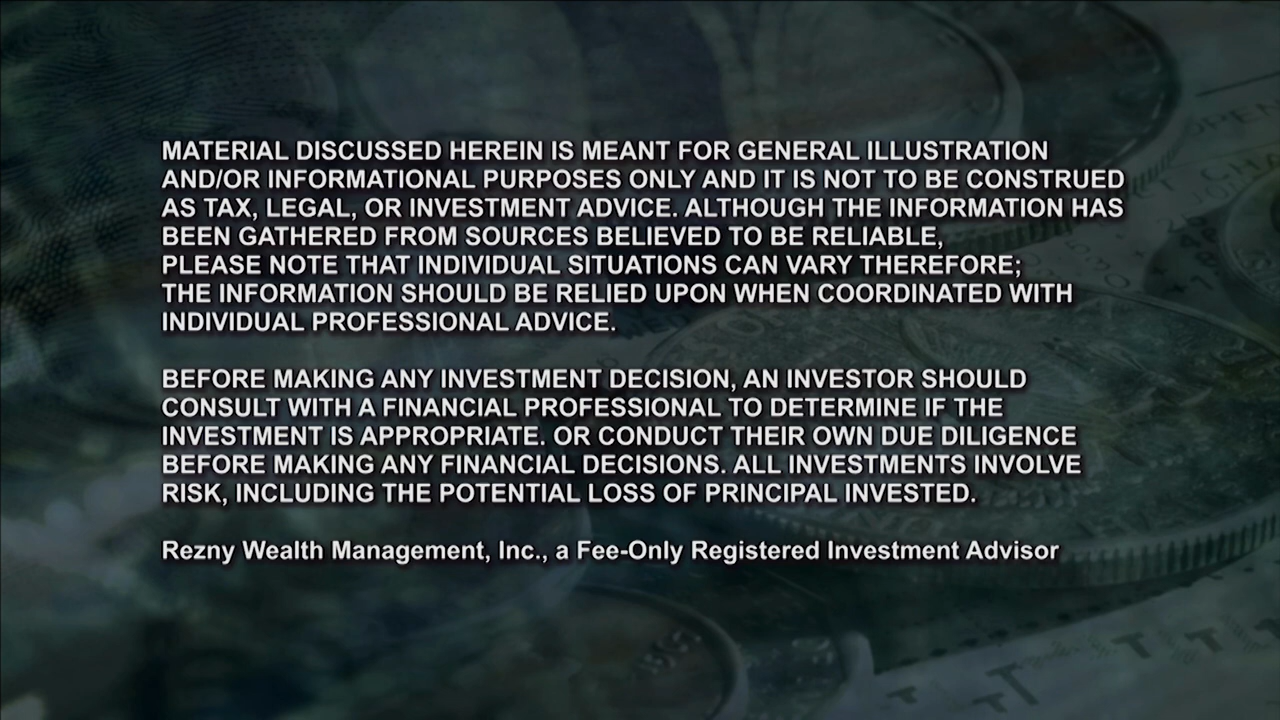 MATERIAL DISCUSSED HEREIN IS MEANT FOR GENERAL ILLUSTRATION
AND/OR INFORMATIONAL PURPOSES ONLY AND IT IS NOT TO BE CONSTRUED
AS TAX, LEGAL, OR INVESTMENT ADVICE. ALTHOUGH THE INFORMATION HAS
BEEN GATHERED FROM SOURCES BELIEVED TO BE RELIABLE,
PLEASE NOTE THAT INDIVIDUAL SITUATIONS CAN VARY THEREFORE;
THE INFORMATION SHOULD BE RELIED UPON WHEN COORDINATED WITH
INDIVIDUAL PROFESSIONAL ADVICE.
BEFORE MAKING ANY INVESTMENT DECISION, AN INVESTOR SHOULD
CONSULT WITH A FINANCIAL PROFESSIONAL TO DETERMINE IF THE
INVESTMENT IS APPROPRIATE. OR CONDUCT THEIR OWN DUE DILIGENCE
BEFORE MAKING ANY FINANCIAL DECISIONS. ALL INVESTMENTS INVOLVE
RISK, INCLUDING THE POTENTIAL LOSS OF PRINCIPAL INVESTED.
Rezny Wealth Management, Inc., a Fee-Only Registered Investment Advisor